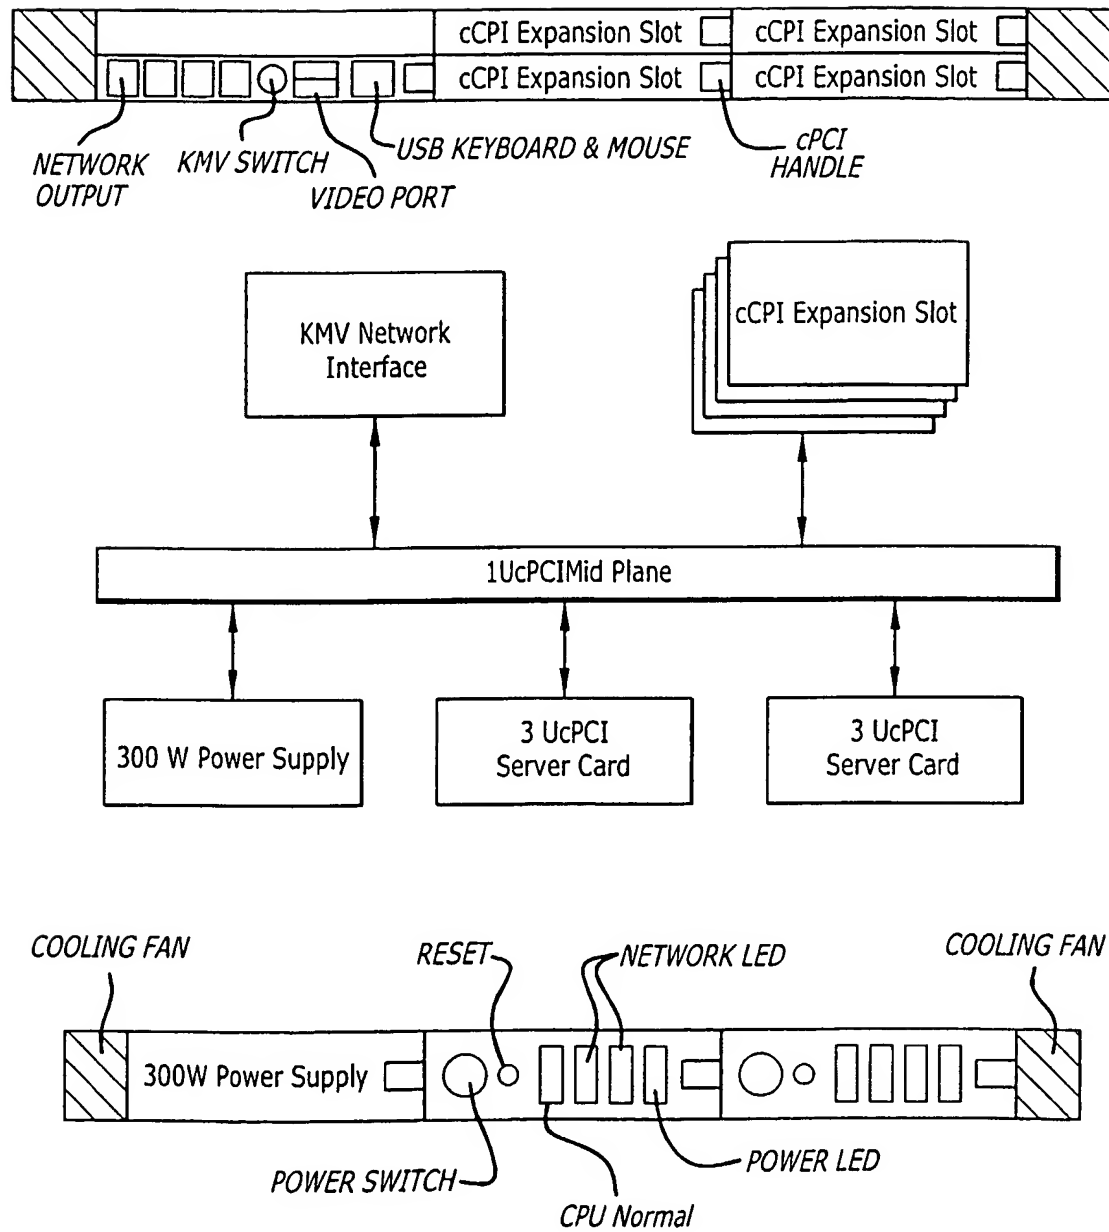 cCPI Expansion Slot
cCPI Expansion Slot
cCPI Expansion Slot
cCPI Expansion Slot
NETWORK
OUTPUT
KMV SWITCH
VIDEO PORT
USB KEYBOARD & MOUSE
cPCI
HANDLE
KMV Network
Interface
cCPI Expansion Slot
1UcPCIMid Plane
300 W Power Supply
3 UcPCI
Server Card
3 UcPCI
Server Card
COOLING FAN
RESET
NETWORK LED
COOLING FAN
300W Power Supply
POWER SWITCH
CPU Normal
POWER LED